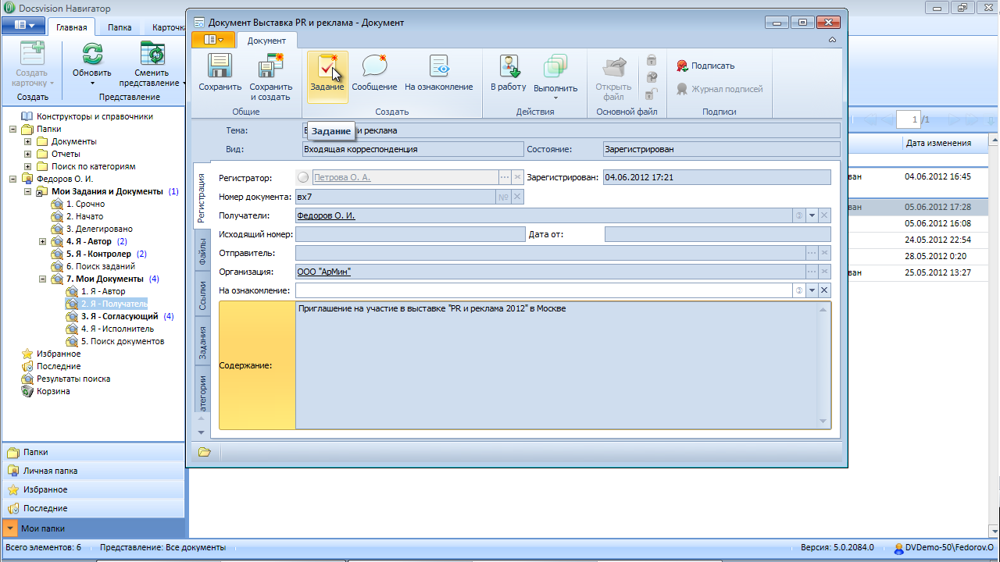 Docsvision Навигатор
Главная Папка Карточка
Создать карточку
Обновить
Сменить представление
Создать Представление
Конструкторы и справочники
Папки
Документы
Отчеты
Поиск по категориям
Федоров О. И.
Мои Задания и Документы (1)
1. Срочно
2. Начато
3. Делегировано
4. Я - Автор (2)
5. Я - Контролер (2)
6. Поиск заданий
7. Мои Документы (4)
1. Я - Автор
2. Я - Получатель
3. Я - Согласующий (4)
4. Я - Исполнитель
5. Поиск документов
Избранное
Последние
Результаты поиска
Корзина
Папки
Личная папка
Избранное
Последние
Мои папки
Документ Выставка PR и реклама - Документ
Документ
Сохранить
Сохранить и создать
Задание
Сообщение
На ознакомление
В работу
Выполнить
Открыть файл
Подписать
Журнал подписей
Общие Создать Действия Основной файл Подписи
Тема: и реклама
Задание
Вид: Входящая корреспонденция Состояние: Зарегистрирован
Регистрация
Файлы
Ссылки
Задания
атегории
Регистратор: Петрова О. А. ... Зарегистрирован: 04.06.2012 17:21
Номер документа: вх7 №
Получатели: Федоров О. И.
Исходящий номер: Дата от:
Отправитель: ...
Организация: ООО "АрМин" ...
На ознакомление:
Содержание: Приглашение на участие в выставке "PR и реклама 2012" в Москве
1 /1
Дата изменения
ван 04.06.2012 16:45
ван 05.06.2012 17:28
05.06.2012 16:08
24.05.2012 22:54
28.05.2012 0:20
ван 25.05.2012 13:27
Всего элементов: 6 Представление: Все документы Версия: 5.0.2084.0 DVDemo-50\Fedorov.O